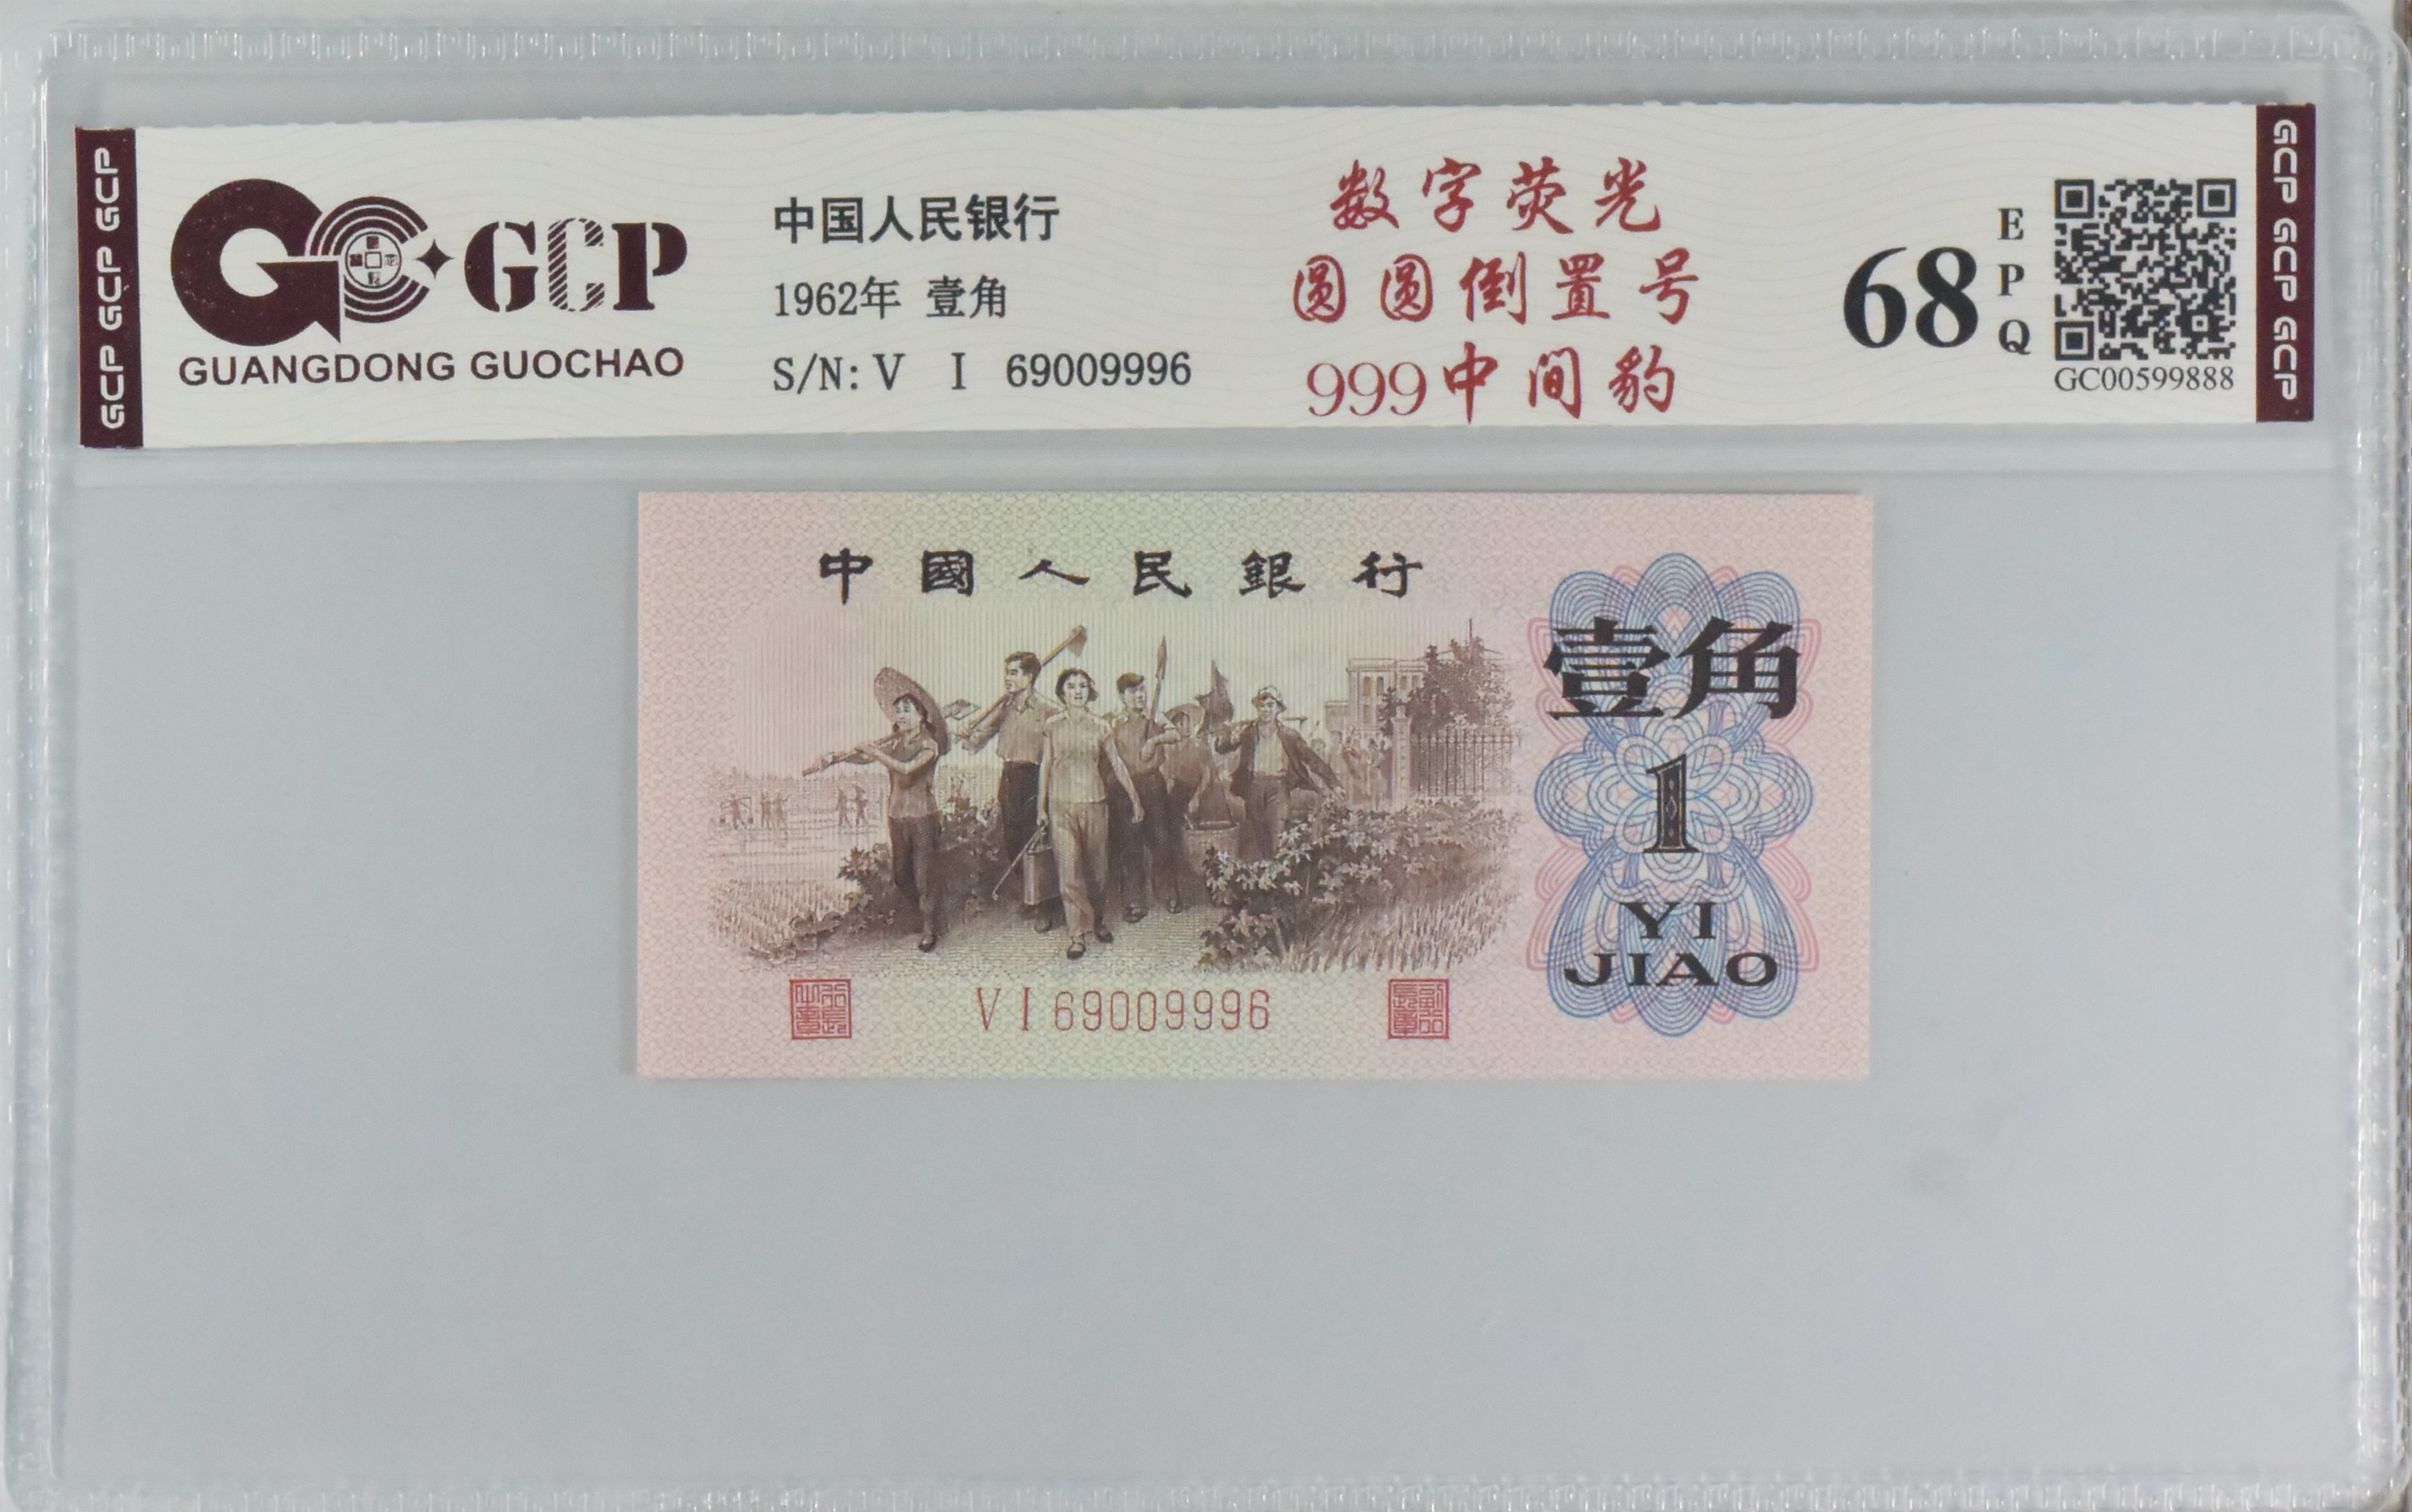 GCP GCP GCP
GCP
GUANGDONG GUOCHAO
中国人民银行
1962年 壹角
S/N: V I 69009996
数字荧光
圆圆倒置号
999中间豹
68
EPQ
GC00599888
GCP GCP GCP
中國人民銀行
壹角
1
YI
JIAO
VI69009996